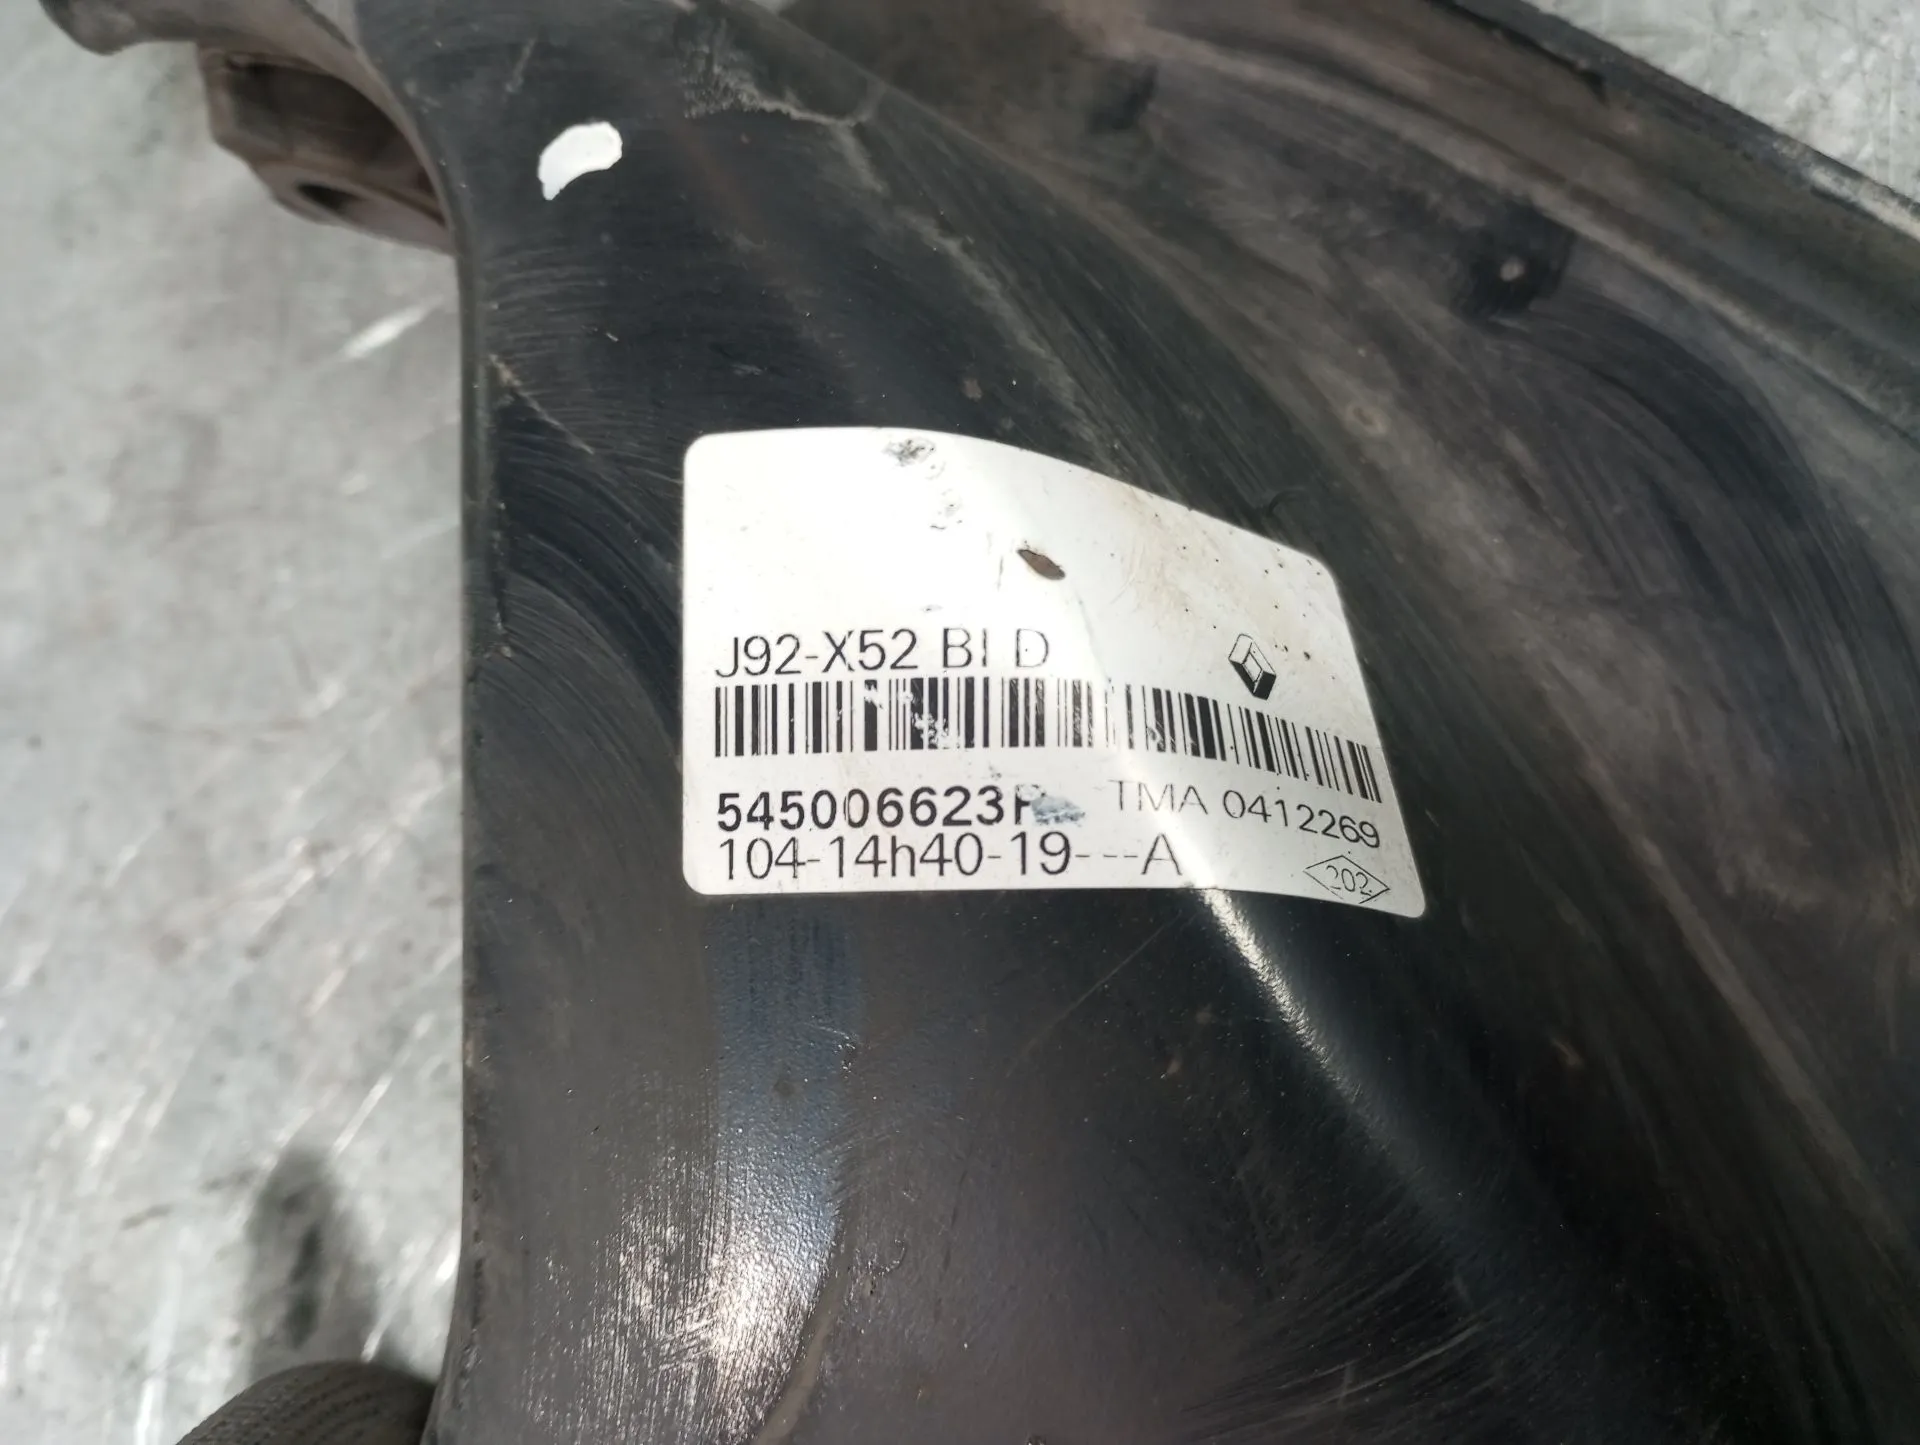 J92-X52 BI D
545006623R TMA 0412269
104-14h40-19---A
202